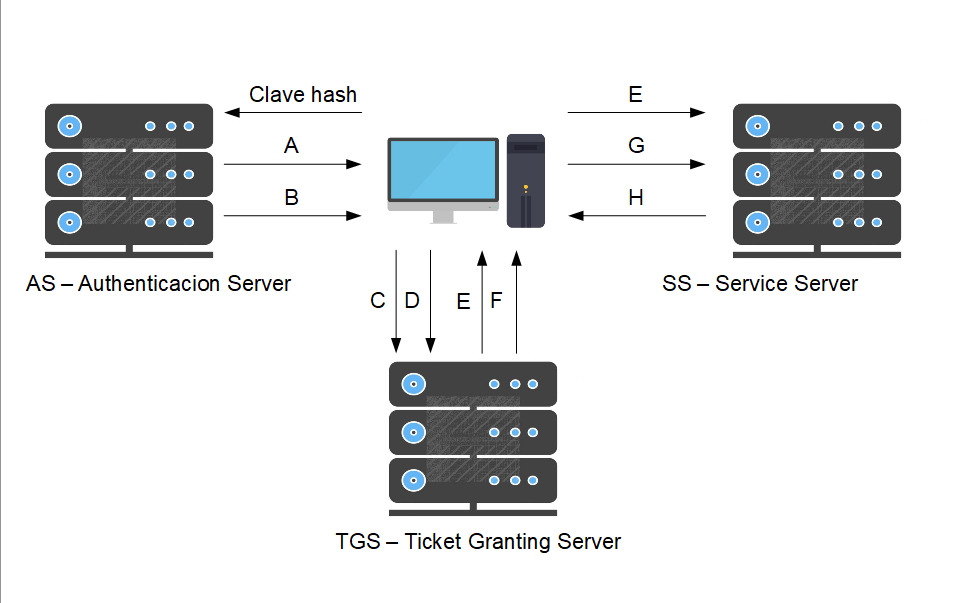 Clave hash
E
A
G
B
H
AS – Authenticacion Server
SS – Service Server
C
D
E
F
TGS – Ticket Granting Server